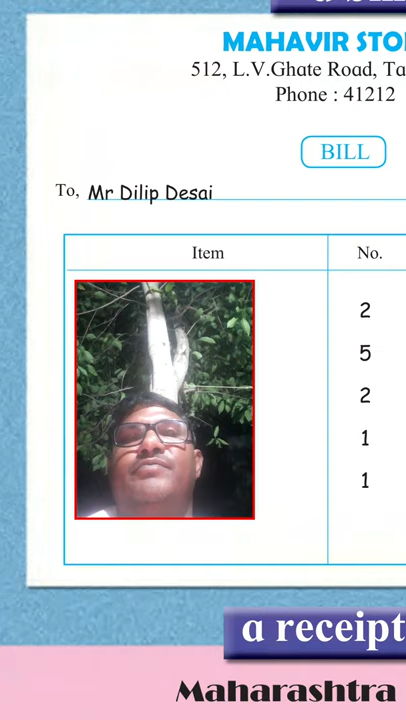 MAHAVIR STO
512, L.V.Ghate Road, Ta
Phone : 41212
BILL
To, Mr Dilip Desai
Item No.
2
5
2
1
1
a receipt
Maharashtra